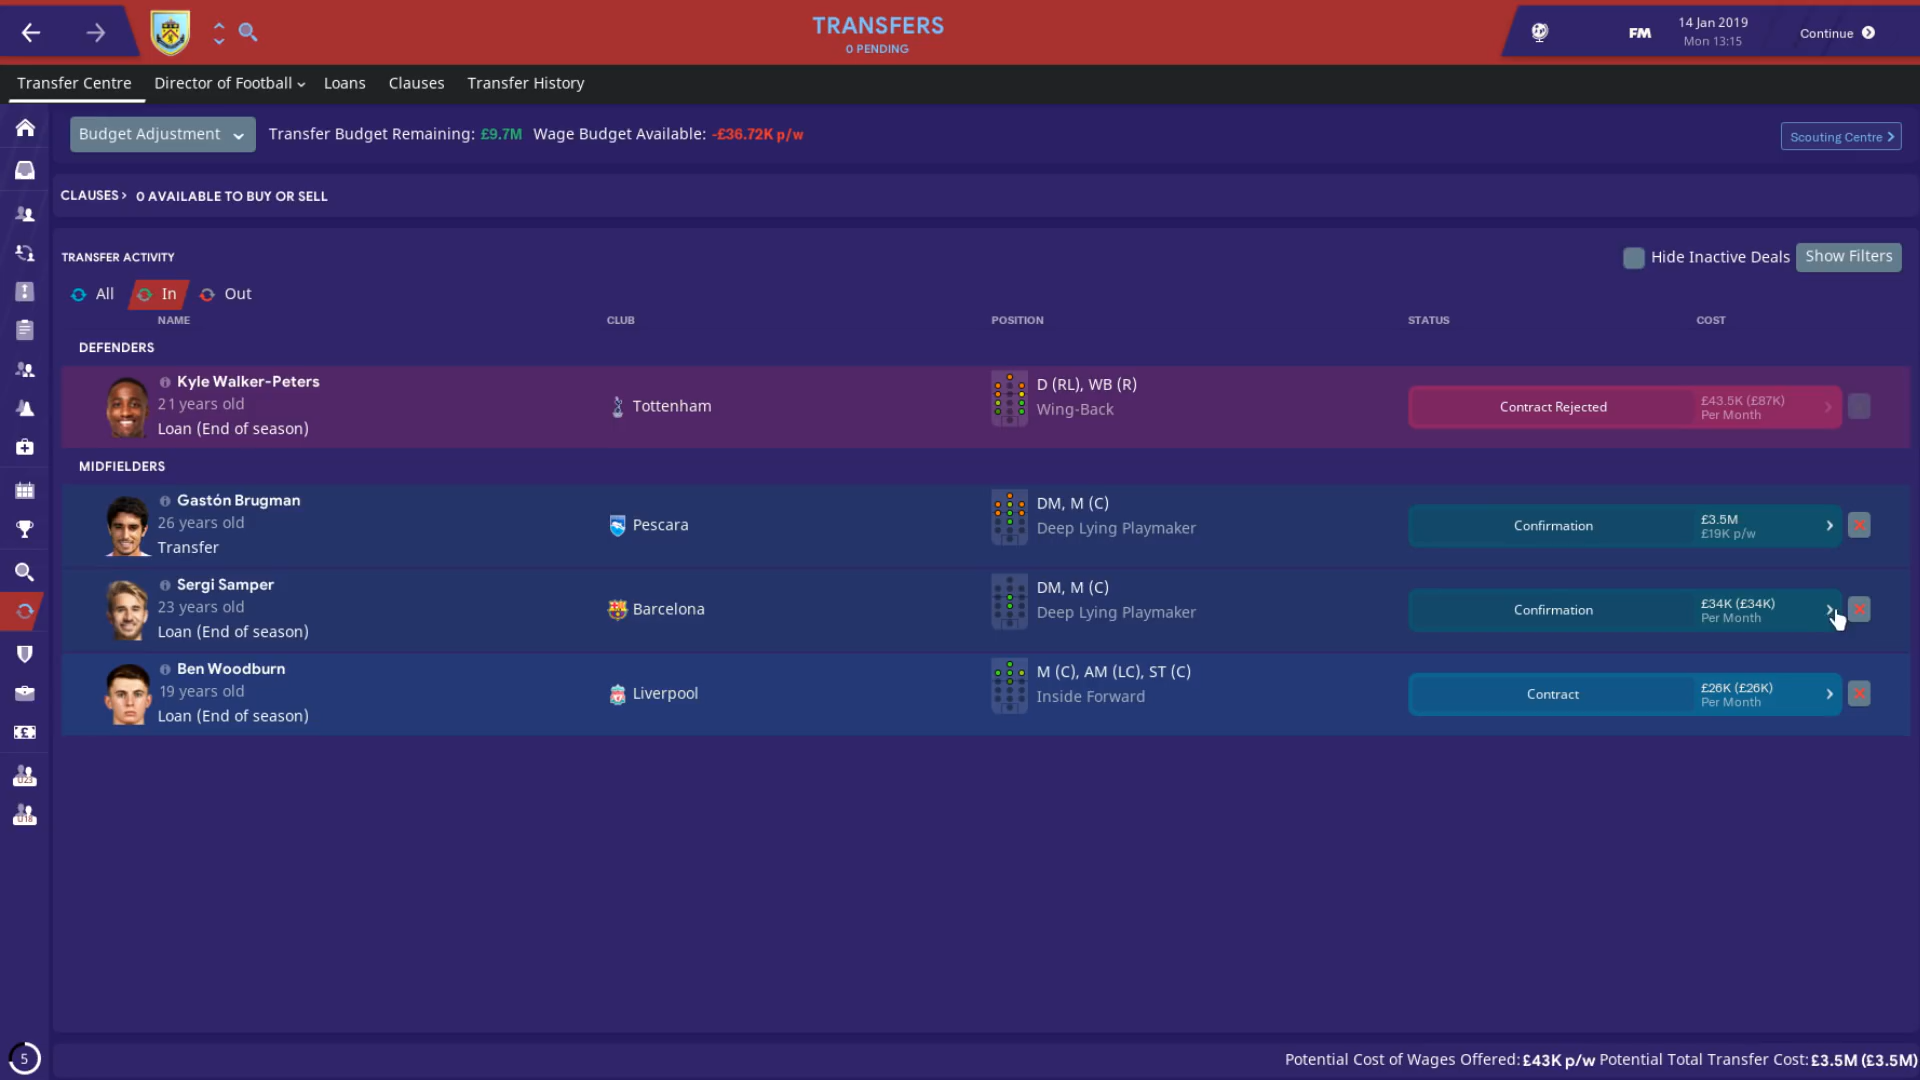 TRANSFERS
0 PENDING
FM
14 Jan 2019
Mon 13:15
Continue
Transfer Centre
Director of Football
Loans
Clauses
Transfer History
Budget Adjustment
Transfer Budget Remaining: £9.7M
Wage Budget Available: -£36.72K p/w
Scouting Centre >
CLAUSES > 0 AVAILABLE TO BUY OR SELL
TRANSFER ACTIVITY
Hide Inactive Deals
Show Filters
All
In
Out
NAME
CLUB
POSITION
STATUS
COST
DEFENDERS
Kyle Walker-Peters
21 years old
Loan (End of season)
Tottenham
D (RL), WB (R)
Wing-Back
Contract Rejected
£43.5K (£87K)
Per Month
MIDFIELDERS
Gastón Brugman
26 years old
Transfer
Pescara
DM, M (C)
Deep Lying Playmaker
Confirmation
£3.5M
£19K p/w
Sergi Samper
23 years old
Loan (End of season)
Barcelona
DM, M (C)
Deep Lying Playmaker
Confirmation
£34K (£34K)
Per Month
Ben Woodburn
19 years old
Loan (End of season)
Liverpool
M (C), AM (LC), ST (C)
Inside Forward
Contract
£26K (£26K)
Per Month
U23
U18
5
Potential Cost of Wages Offered: £43K p/w Potential Total Transfer Cost: £3.5M (£3.5M)